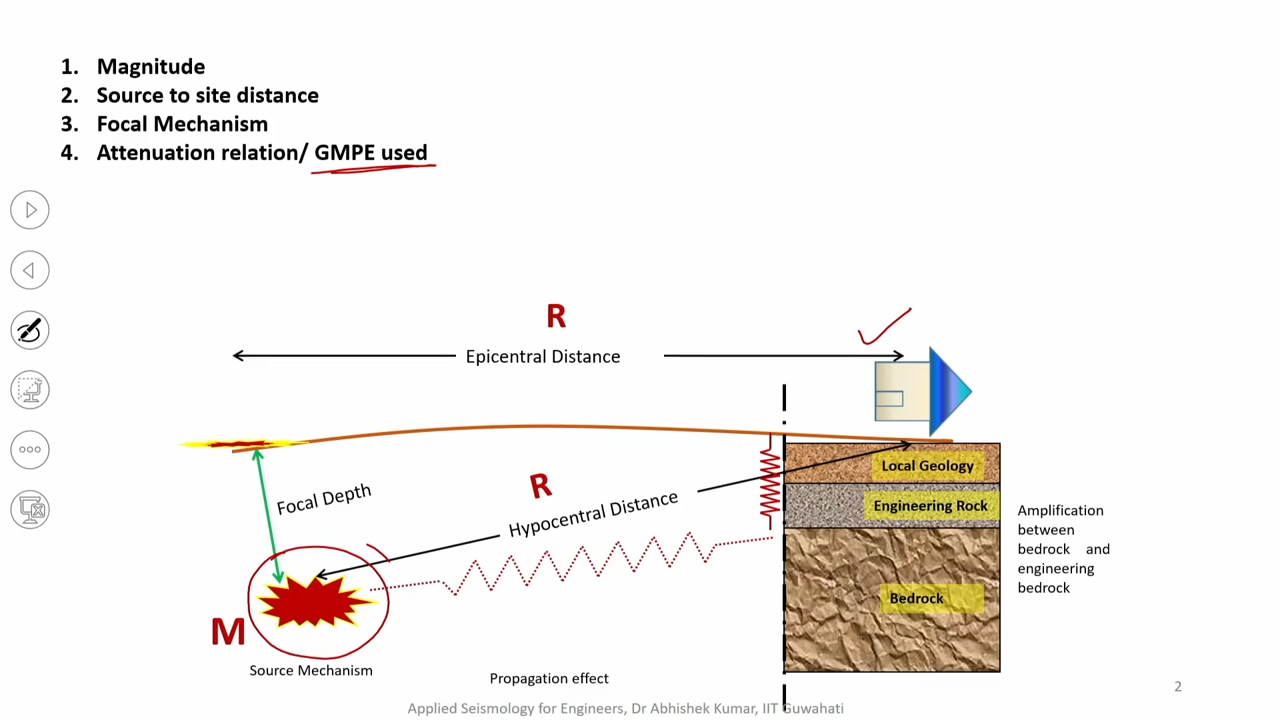 1. Magnitude
2. Source to site distance
3. Focal Mechanism
4. Attenuation relation/ GMPE used
R
Epicentral Distance
Focal Depth
R
Hypocentral Distance
Local Geology
Engineering Rock
Bedrock
Amplification
between
bedrock and
engineering
bedrock
M
Source Mechanism
Propagation effect
Applied Seismology for Engineers, Dr Abhishek Kumar, IIT Guwahati
2